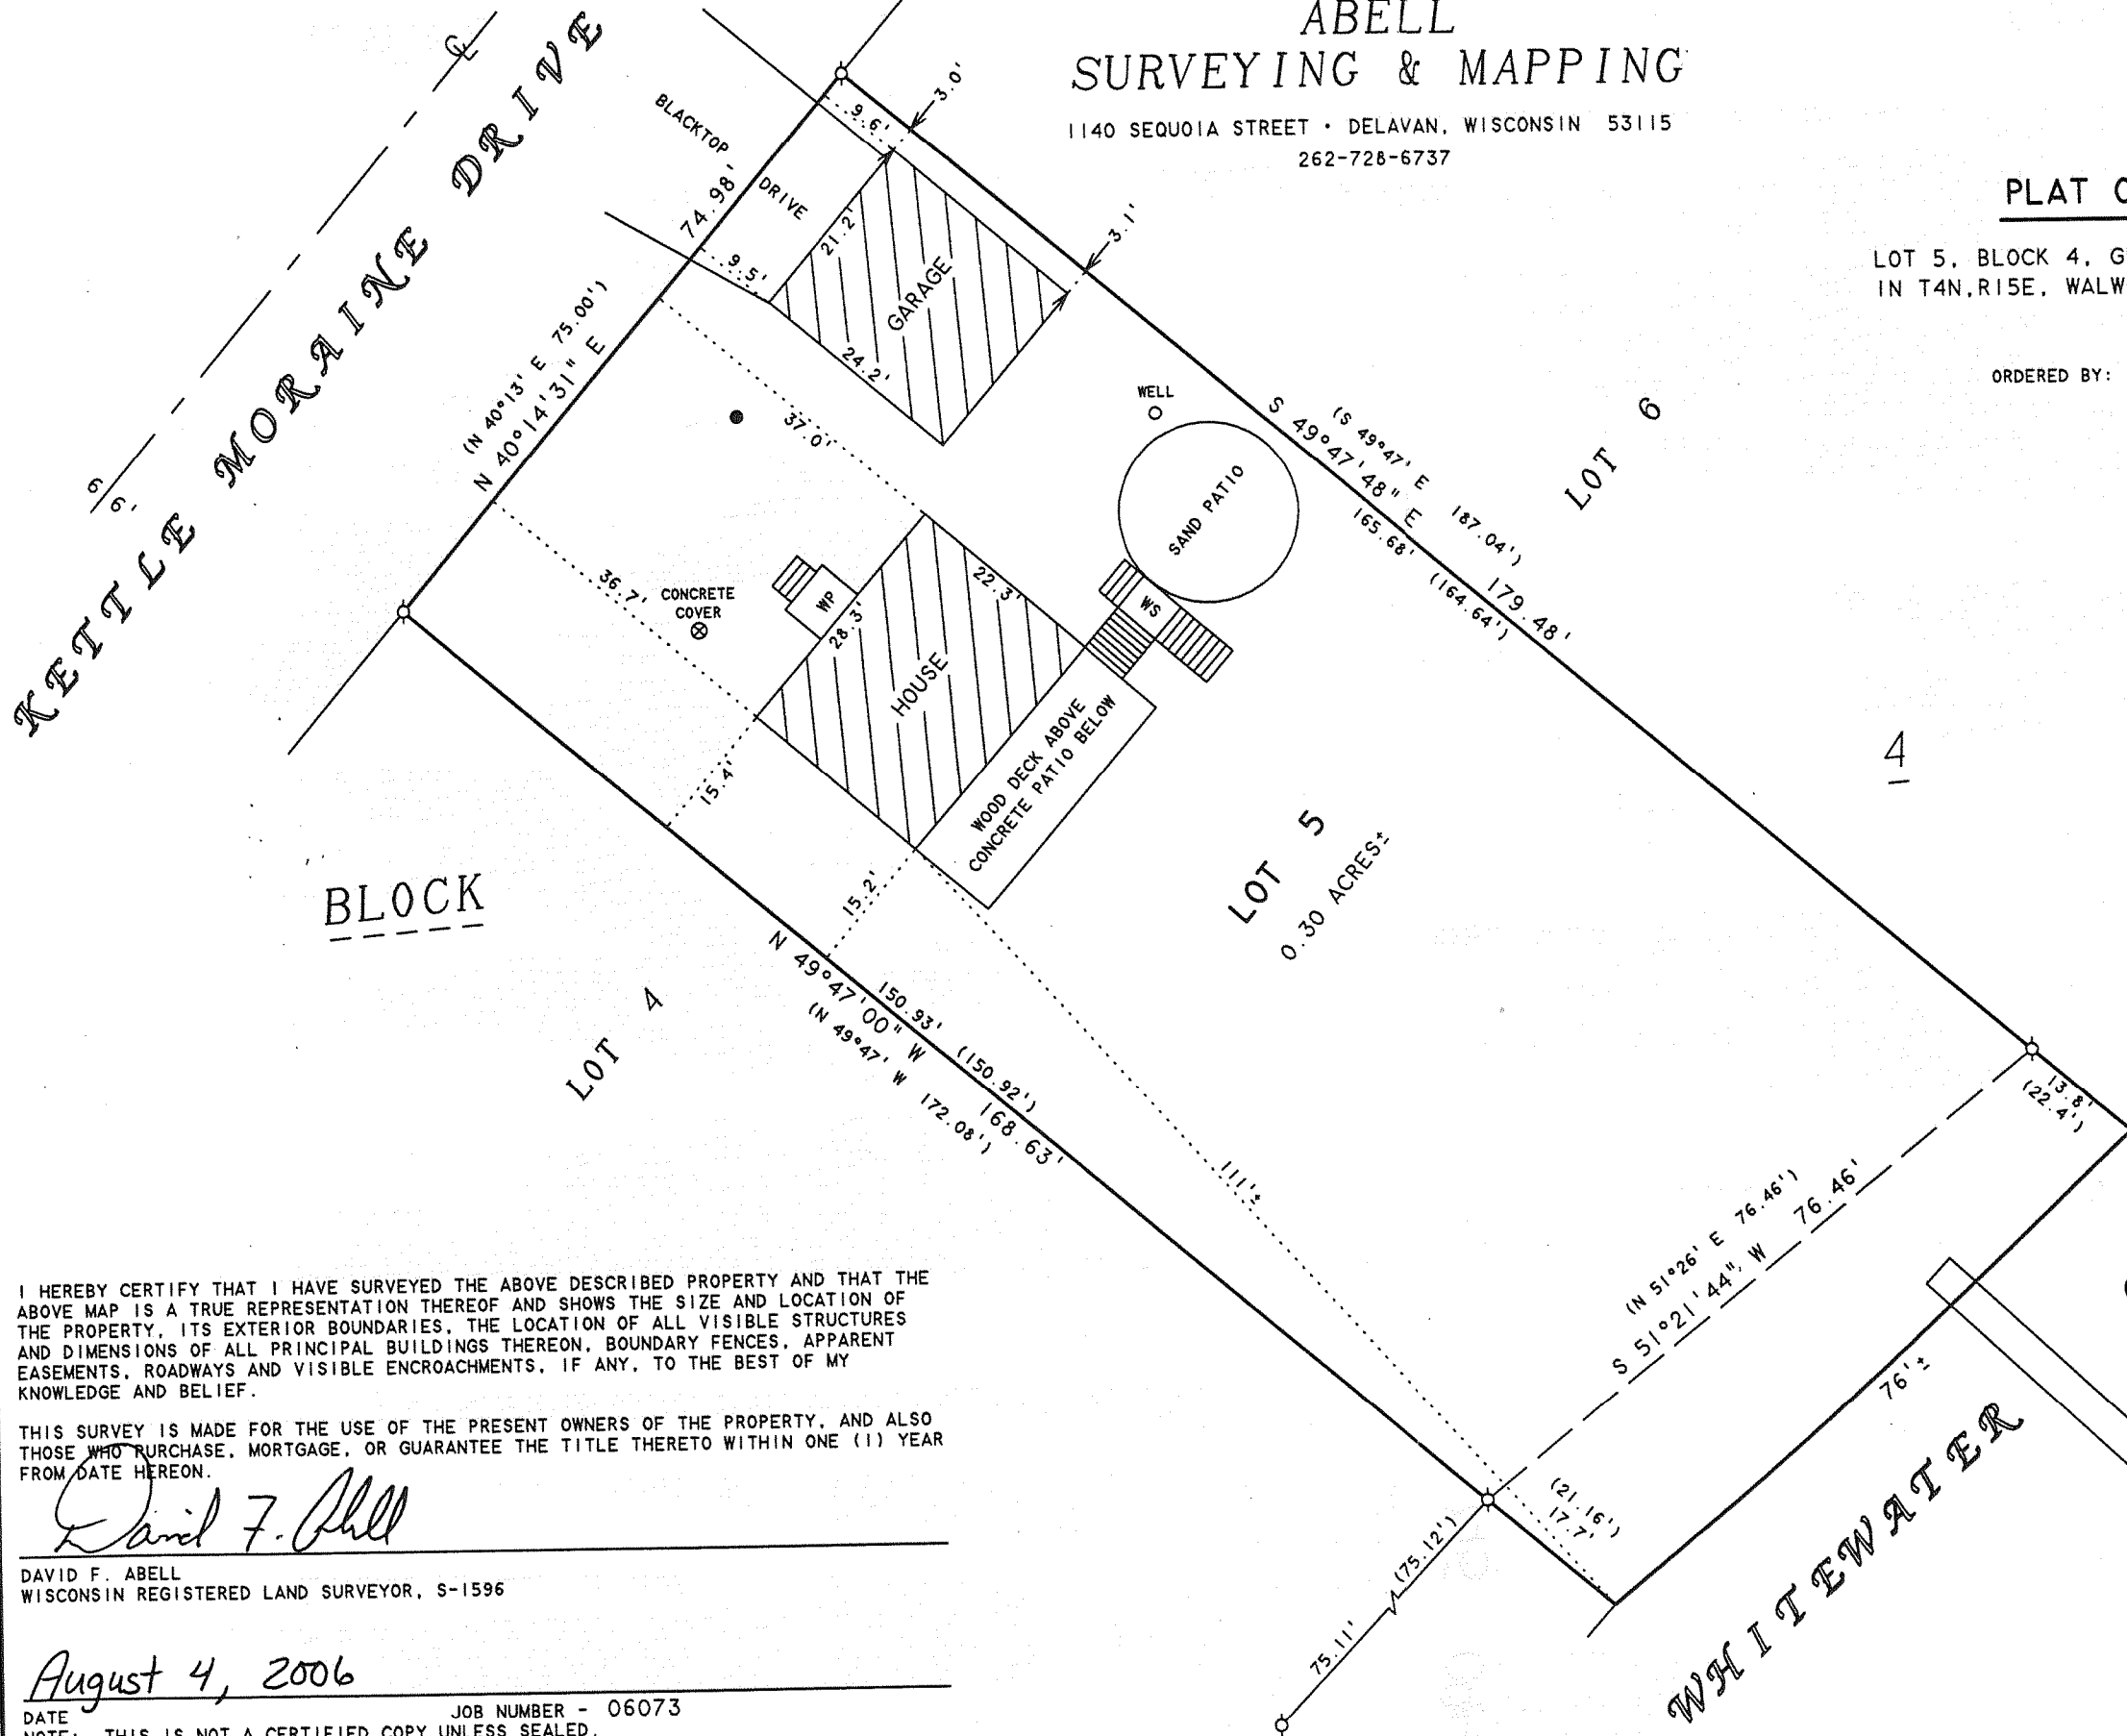 ABELL
SURVEYING & MAPPING
1140 SEQUOIA STREET • DELAVAN, WISCONSIN 53115
262-728-6737
PLAT
LOT 5, BLOCK 4, G
IN T4N, R15E, WALW
ORDERED BY:
KETTLE MORAINE DRIVE
66'
BLACKTOP
DRIVE
9.6'
3.0'
74.98'
21.2'
9.5'
GARAGE
24.2'
3.1'
(N 40°13' E 75.00')
N 40°14'31" E
37.0'
WELL
SAND PATIO
(S 49°47' E 187.04')
S 49°47'48" E 179.48'
165.68' (164.64')
LOT 6
36.7'
CONCRETE
COVER
WP
28.3'
22.3'
HOUSE
WS
WOOD DECK ABOVE
CONCRETE PATIO BELOW
15.4'
15.2'
LOT 5
0.30 ACRES±
4
BLOCK
LOT 4
150.93' (150.92')
N 49°47'00" W 168.63'
(N 49°47' W 172.08')
111'±
13.8'
(22.4')
(N 51°26' E 76.46')
S 51°21'44" W 76.46'
76'±
(21.16')
17.7'
(75.12')
75.11'
WHITEWATER
I HEREBY CERTIFY THAT I HAVE SURVEYED THE ABOVE DESCRIBED PROPERTY AND THAT THE
ABOVE MAP IS A TRUE REPRESENTATION THEREOF AND SHOWS THE SIZE AND LOCATION OF
THE PROPERTY, ITS EXTERIOR BOUNDARIES, THE LOCATION OF ALL VISIBLE STRUCTURES
AND DIMENSIONS OF ALL PRINCIPAL BUILDINGS THEREON, BOUNDARY FENCES, APPARENT
EASEMENTS, ROADWAYS AND VISIBLE ENCROACHMENTS, IF ANY, TO THE BEST OF MY
KNOWLEDGE AND BELIEF.
THIS SURVEY IS MADE FOR THE USE OF THE PRESENT OWNERS OF THE PROPERTY, AND ALSO
THOSE WHO PURCHASE, MORTGAGE, OR GUARANTEE THE TITLE THERETO WITHIN ONE (1) YEAR
FROM DATE HEREON.
David F. Abell
DAVID F. ABELL
WISCONSIN REGISTERED LAND SURVEYOR, S-1596
August 4, 2006
DATE JOB NUMBER - 06073
NOTE: THIS IS NOT A CERTIFIED COPY UNLESS SEALED.